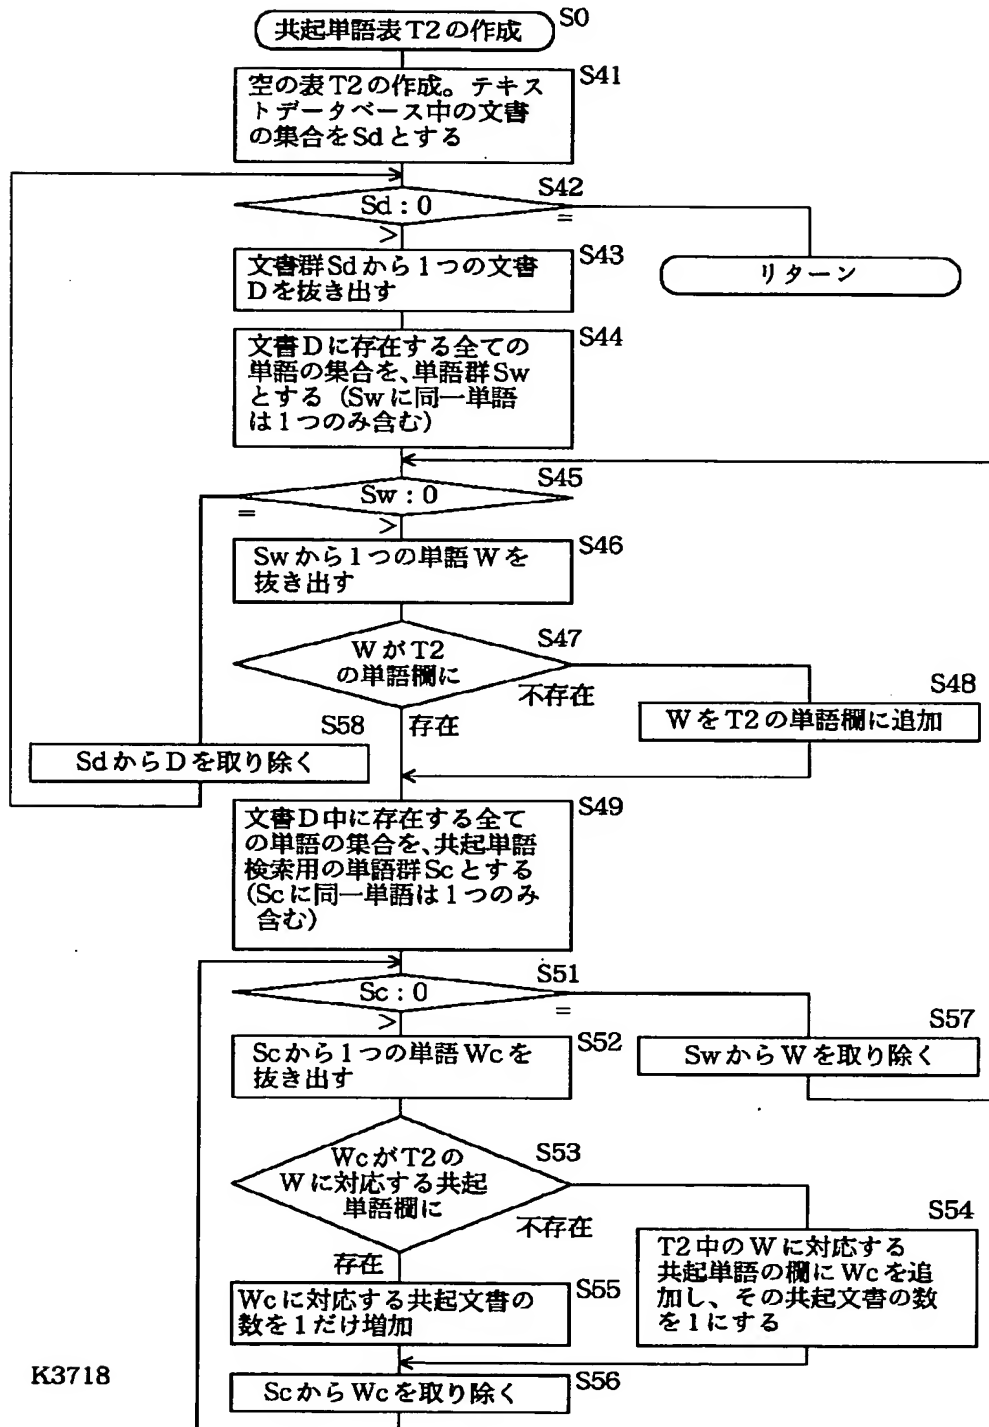 共起単語表T2の作成
S0
空の表T2の作成。テキス
トデータベース中の文書
の集合をSdとする
S41
Sd : 0
S42
=
>
文書群Sdから1つの文書
Dを抜き出す
S43
リターン
文書Dに存在する全ての
単語の集合を、単語群Sw
とする(Swに同一単語
は1つのみ含む)
S44
Sw : 0
S45
=
>
Swから1つの単語Wを
抜き出す
S46
WがT2
の単語欄に
S47
不存在
存在
S48
WをT2の単語欄に追加
S58
SdからDを取り除く
文書D中に存在する全て
の単語の集合を、共起単語
検索用の単語群Scとする
(Scに同一単語は1つのみ
含む)
S49
Sc : 0
S51
=
>
S57
SwからWを取り除く
Scから1つの単語Wcを
抜き出す
S52
WcがT2の
Wに対応する共起
単語欄に
S53
不存在
存在
S54
T2中のWに対応する
共起単語の欄にWcを追
加し、その共起文書の数
を1にする
Wcに対応する共起文書の
数を1だけ増加
S55
ScからWcを取り除く
S56
K3718